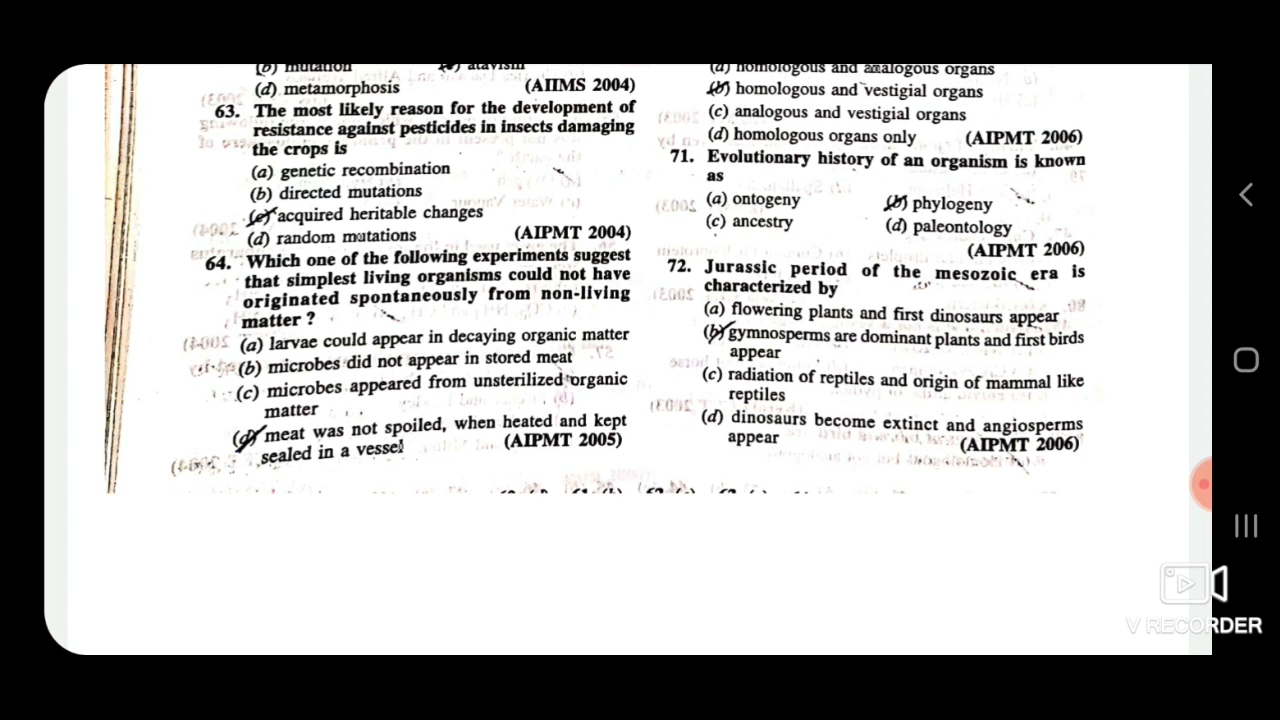 (b) mutation (c) atavism
(d) metamorphosis (AIIMS 2004)
63. The most likely reason for the development of
resistance against pesticides in insects damaging
the crops is
(a) genetic recombination
(b) directed mutations
(c) acquired heritable changes
(d) random mutations (AIPMT 2004)
64. Which one of the following experiments suggest
that simplest living organisms could not have
originated spontaneously from non-living
matter ?
(a) larvae could appear in decaying organic matter
(b) microbes did not appear in stored meat
(c) microbes appeared from unsterilized organic
matter
(d) meat was not spoiled, when heated and kept
sealed in a vessel (AIPMT 2005)
(a) homologous and analogous organs
(b) homologous and vestigial organs
(c) analogous and vestigial organs
(d) homologous organs only (AIPMT 2006)
71. Evolutionary history of an organism is known
as
(a) ontogeny (b) phylogeny
(c) ancestry (d) paleontology
(AIPMT 2006)
72. Jurassic period of the mesozoic era is
characterized by
(a) flowering plants and first dinosaurs appear
(b) gymnosperms are dominant plants and first birds
appear
(c) radiation of reptiles and origin of mammal like
reptiles
(d) dinosaurs become extinct and angiosperms
appear (AIPMT 2006)
V RECORDER